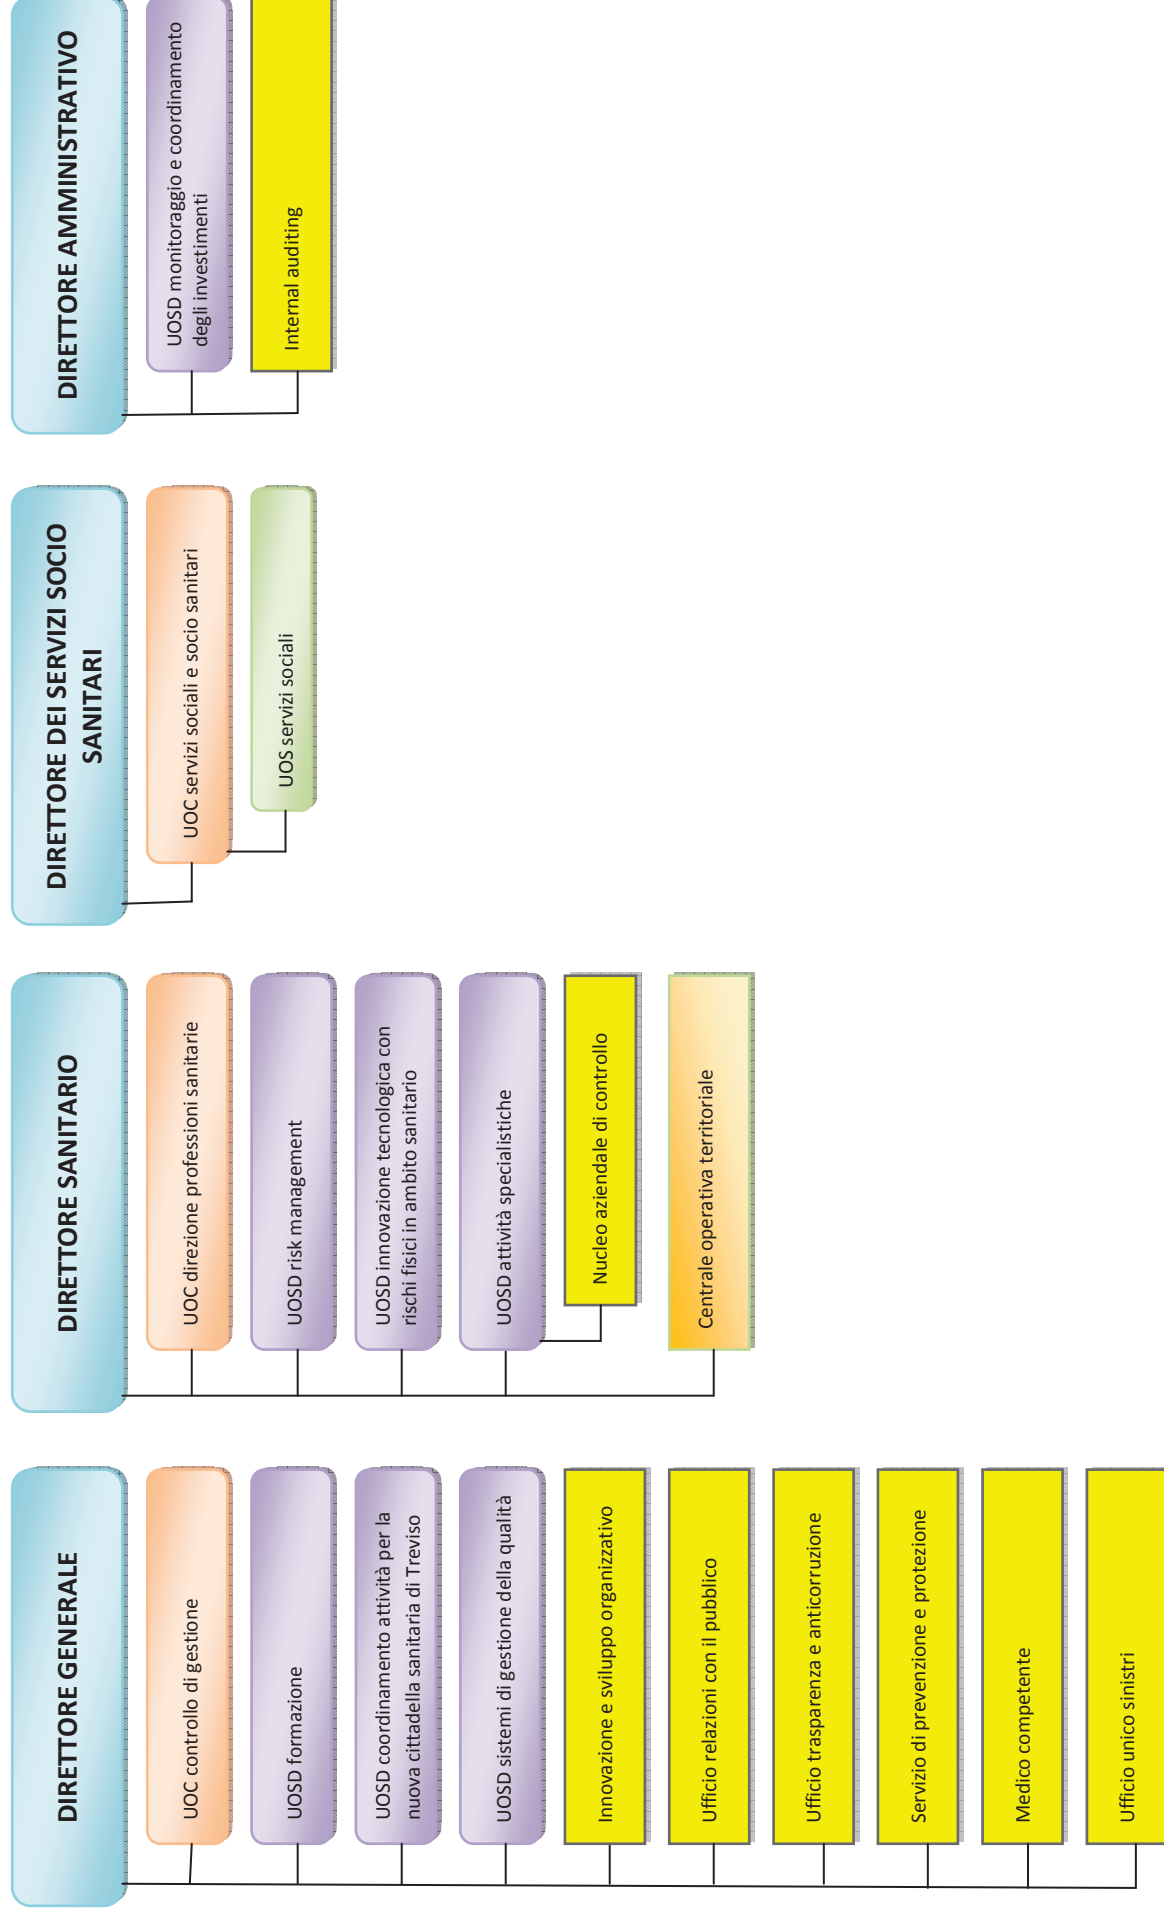 DIRETTORE GENERALE
UOC controllo di gestione
UOSD formazione
UOSD coordinamento attività per la
nuova cittadella sanitaria di Treviso
UOSD sistemi di gestione della qualità
Innovazione e sviluppo organizzativo
Ufficio relazioni con il pubblico
Ufficio trasparenza e anticorruzione
Servizio di prevenzione e protezione
Medico competente
Ufficio unico sinistri
DIRETTORE SANITARIO
UOC direzione professioni sanitarie
UOSD risk management
UOSD innovazione tecnologica con
rischi fisici in ambito sanitario
UOSD attività specialistiche
Nucleo aziendale di controllo
Centrale operativa territoriale
DIRETTORE DEI SERVIZI SOCIO
SANITARI
UOC servizi sociali e socio sanitari
UOS servizi sociali
DIRETTORE AMMINISTRATIVO
UOSD monitoraggio e coordinamento
degli investimenti
Internal auditing